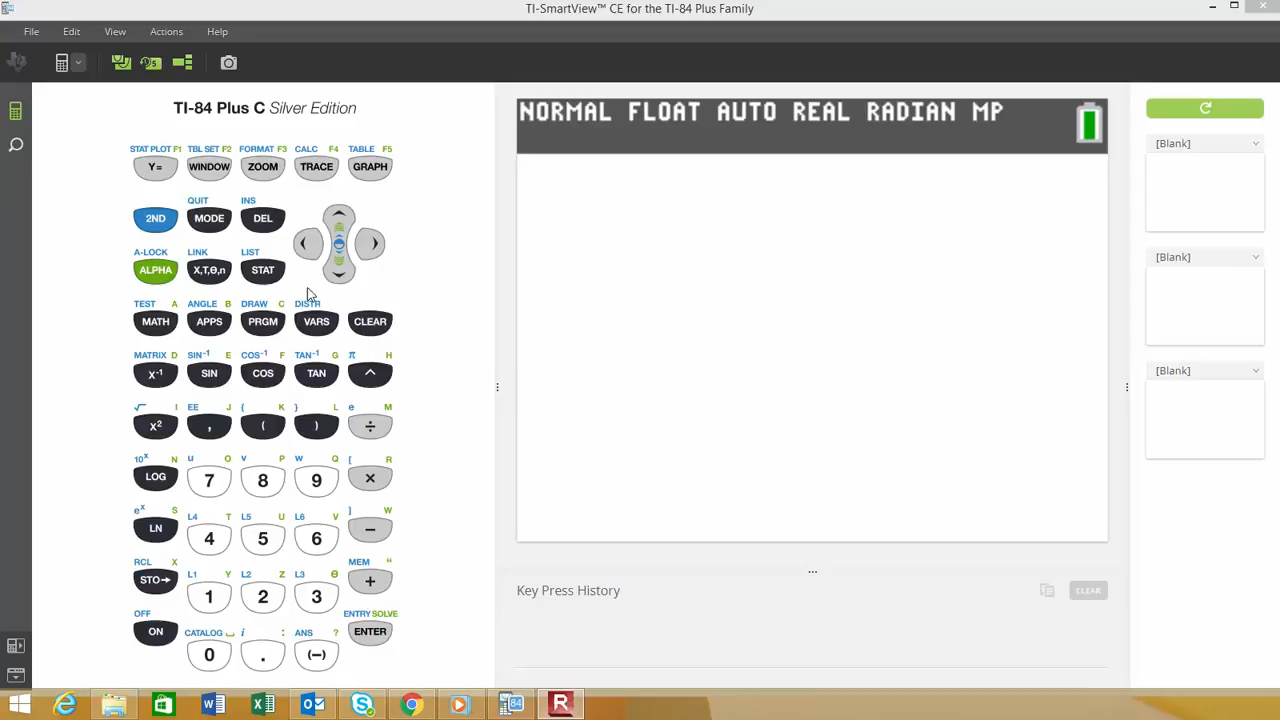 TI-SmartView™ CE for the TI-84 Plus Family
File Edit View Actions Help
TI-84 Plus C Silver Edition
STAT PLOT F1 TBL SET F2 FORMAT F3 CALC F4 TABLE F5
Y= WINDOW ZOOM TRACE GRAPH
QUIT INS
2ND MODE DEL
A-LOCK LINK LIST
ALPHA X,T,Θ,n STAT
TEST A ANGLE B DRAW C DISTR
MATH APPS PRGM VARS CLEAR
MATRIX D SIN⁻¹ E COS⁻¹ F TAN⁻¹ G π H
X⁻¹ SIN COS TAN ^
√ I EE J { K } L e M
X² , ( ) ÷
10ˣ N u O v P w Q [ R
LOG 7 8 9 ×
eˣ S L4 T L5 U L6 V ] W
LN 4 5 6 −
RCL X L1 Y L2 Z L3 Θ MEM "
STO→ 1 2 3 +
OFF CATALOG ⎵ i : ANS ? ENTRY SOLVE
ON 0 . (−) ENTER
NORMAL FLOAT AUTO REAL RADIAN MP
Key Press History
CLEAR
[Blank]
[Blank]
[Blank]
84
R